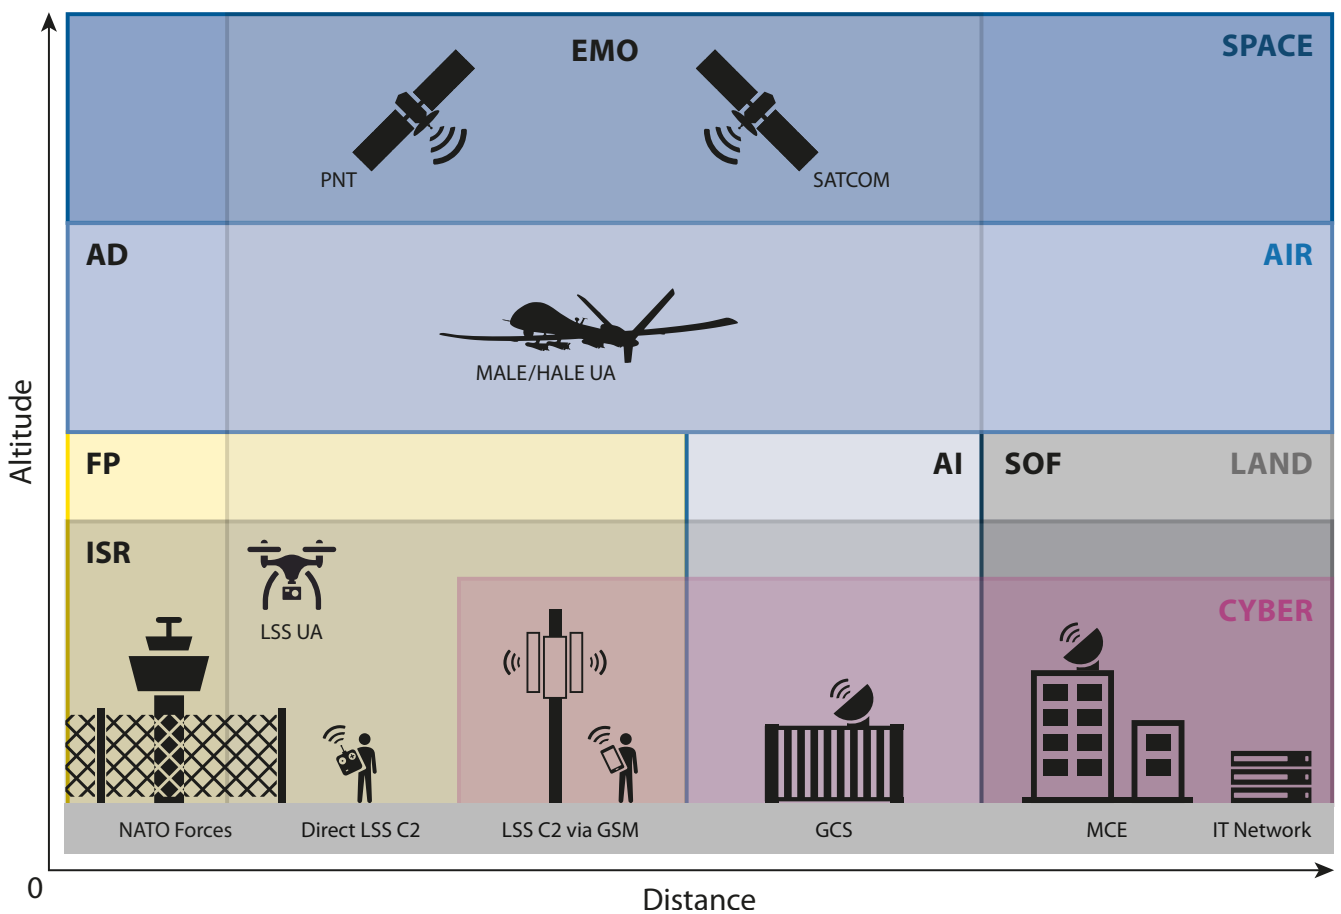 EMO
SPACE
PNT
SATCOM
AD
AIR
MALE/HALE UA
Altitude
FP
AI
SOF
LAND
ISR
LSS UA
CYBER
NATO Forces
Direct LSS C2
LSS C2 via GSM
GCS
MCE
IT Network
0
Distance